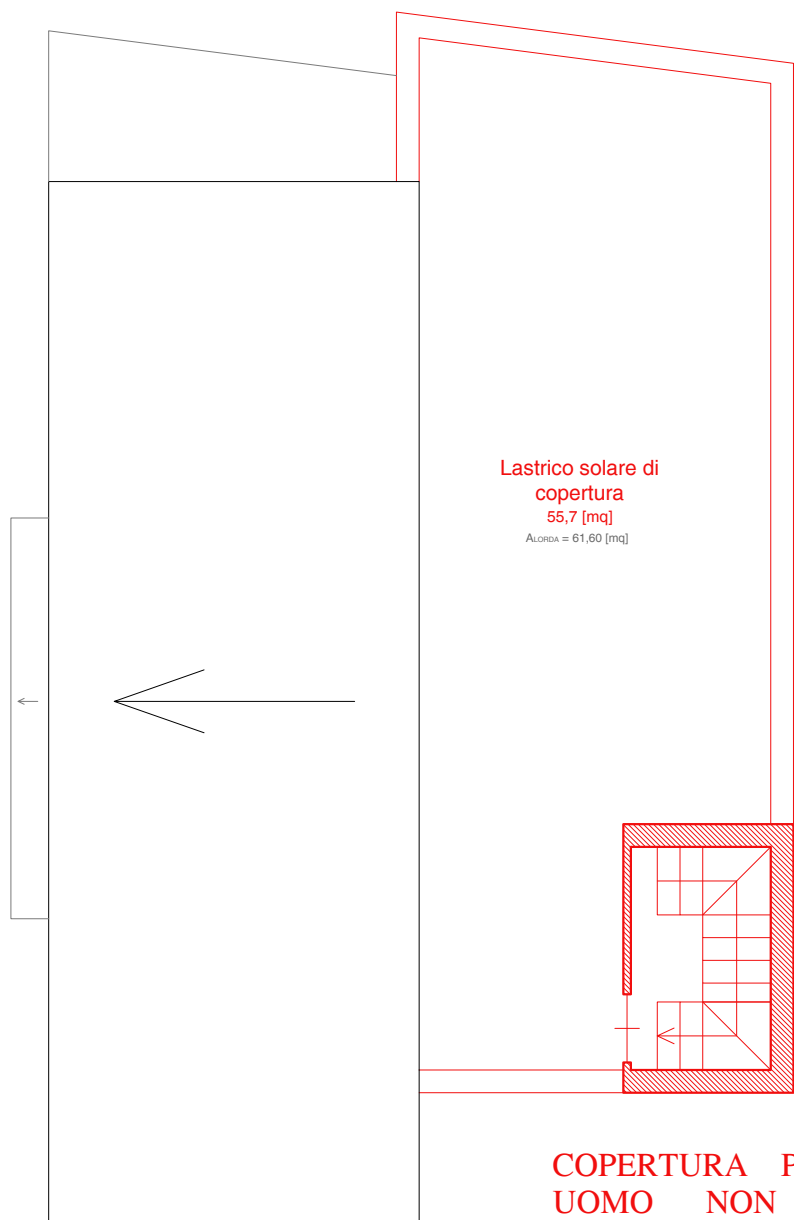 Lastrico solare di
copertura
55,7 [mq]
ALORDA = 61,60 [mq]
COPERTURA
UOMO NON